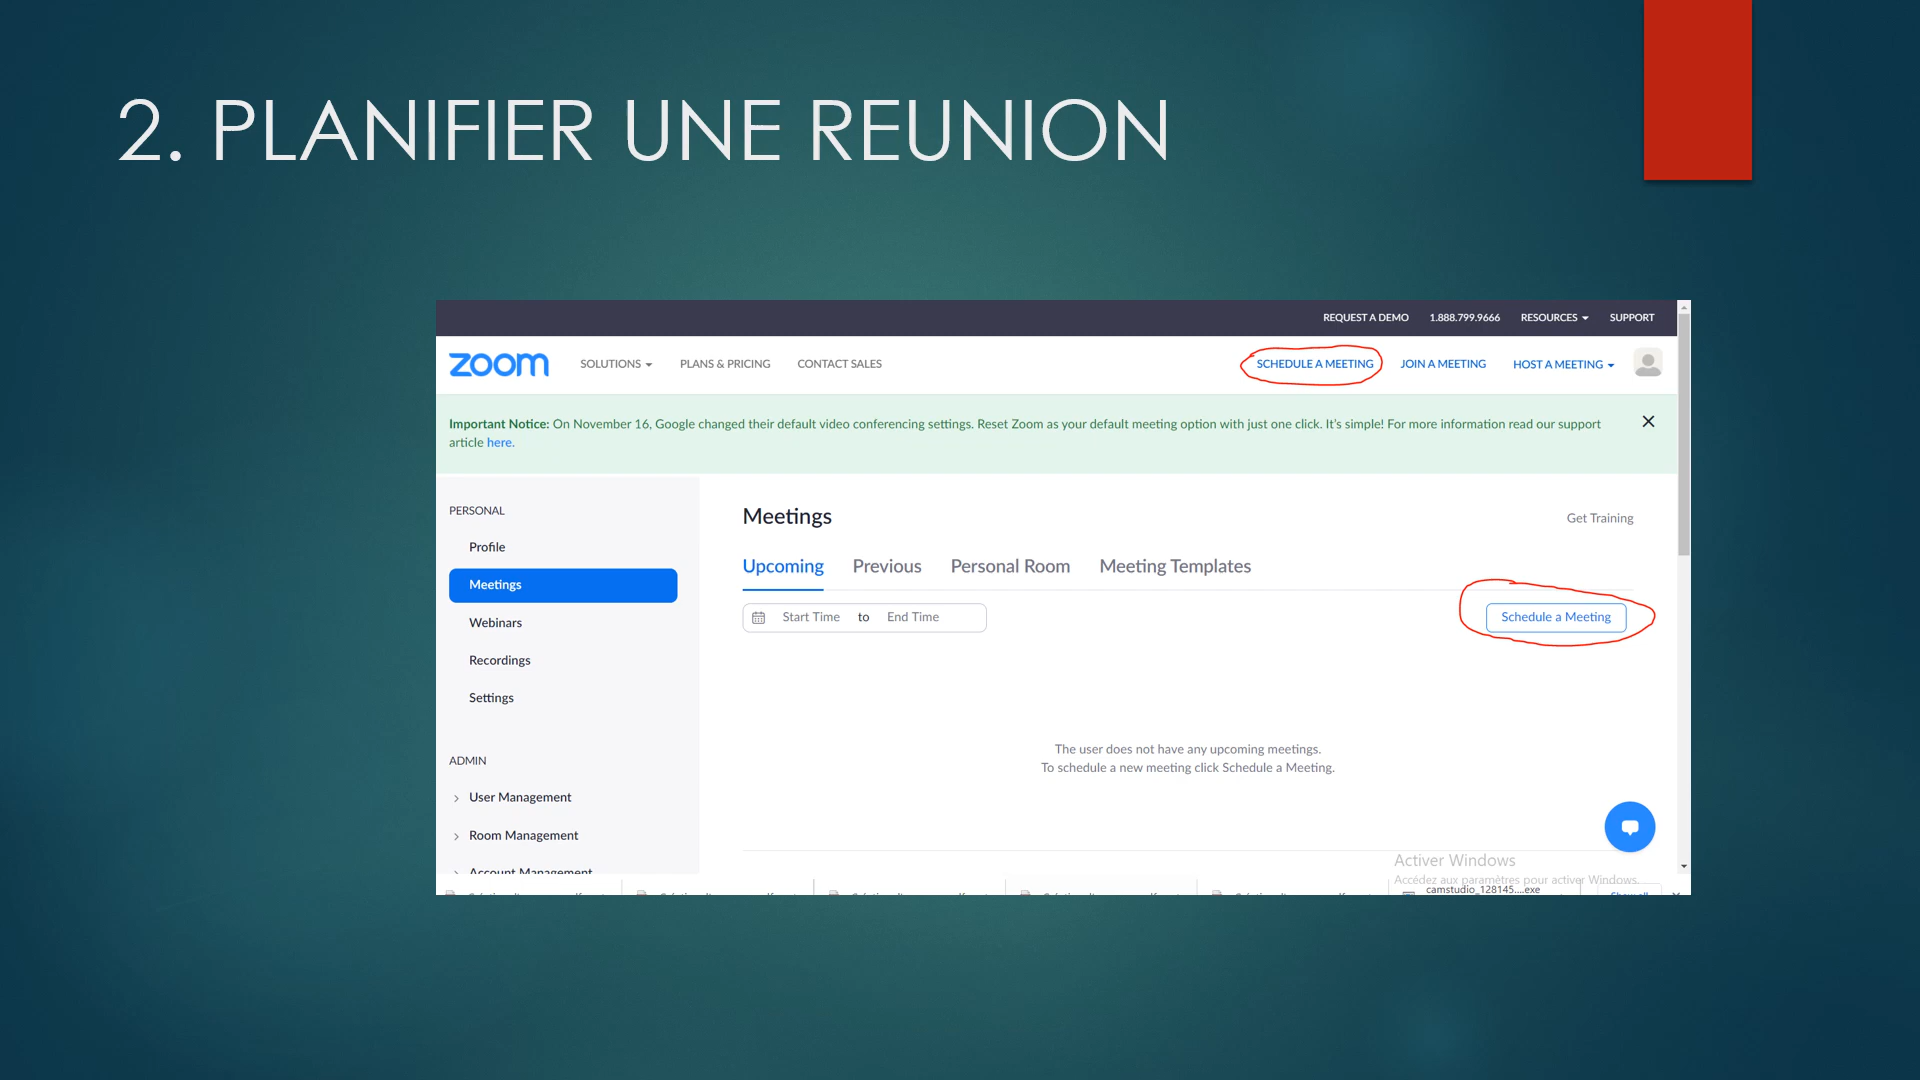 2. PLANIFIER UNE REUNION
REQUEST A DEMO 1.888.799.9666 RESOURCES SUPPORT
zoom SOLUTIONS PLANS & PRICING CONTACT SALES SCHEDULE A MEETING JOIN A MEETING HOST A MEETING
Important Notice: On November 16, Google changed their default video conferencing settings. Reset Zoom as your default meeting option with just one click. It's simple! For more information read our support
article here.
PERSONAL
Profile
Meetings
Webinars
Recordings
Settings
ADMIN
User Management
Room Management
Account Management
Meetings
Get Training
Upcoming Previous Personal Room Meeting Templates
Start Time to End Time
Schedule a Meeting
The user does not have any upcoming meetings.
To schedule a new meeting click Schedule a Meeting.
Activer Windows
Accédez aux paramètres pour activer Windows.
camstudio_128145....exe
Show all